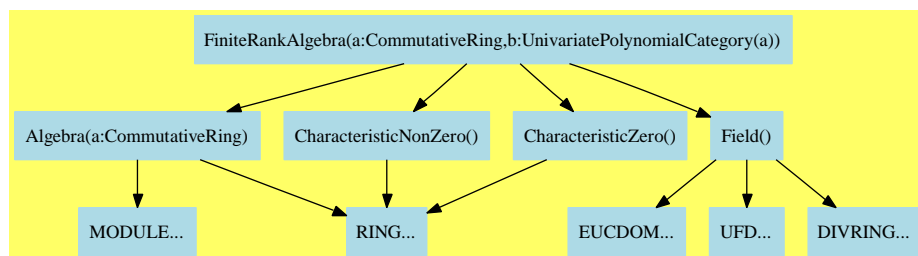 FiniteRankAlgebra(a:CommutativeRing,b:UnivariatePolynomialCategory(a))
Algebra(a:CommutativeRing)
CharacteristicNonZero()
CharacteristicZero()
Field()
MODULE...
RING...
EUCDOM...
UFD...
DIVRING...